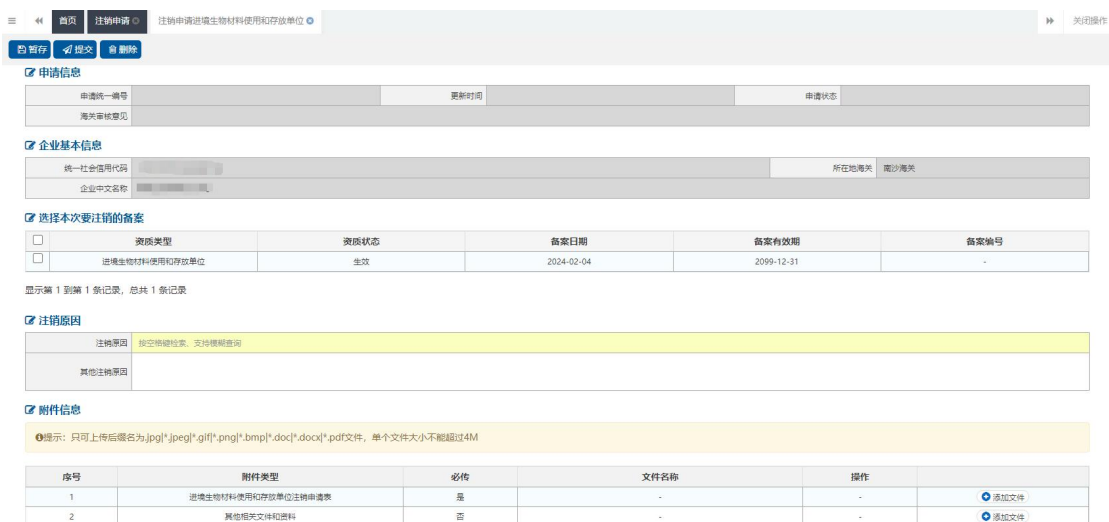 首页 注销申请 注销申请进境生物材料使用和存放单位 关闭操作
暂存 提交 删除
申请信息
申请统一编号 更新时间 申请状态
海关审核意见
企业基本信息
统一社会信用代码 所在地海关 南沙海关
企业中文名称
选择本次要注销的备案
资质类型 资质状态 备案日期 备案有效期 备案编号
进境生物材料使用和存放单位 生效 2024-02-04 2099-12-31 -
显示第 1 到第 1 条记录，总共 1 条记录
注销原因
注销原因 按空格键检索，支持模糊查询
其他注销原因
附件信息
提示：只可上传后缀名为.jpg|*.jpeg|*.gif|*.png|*.bmp|*.doc|*.docx|*.pdf文件，单个文件大小不能超过4M
序号 附件类型 必传 文件名称 操作
1 进境生物材料使用和存放单位注销申请表 是 - - 添加文件
2 其他相关文件和资料 否 - - 添加文件